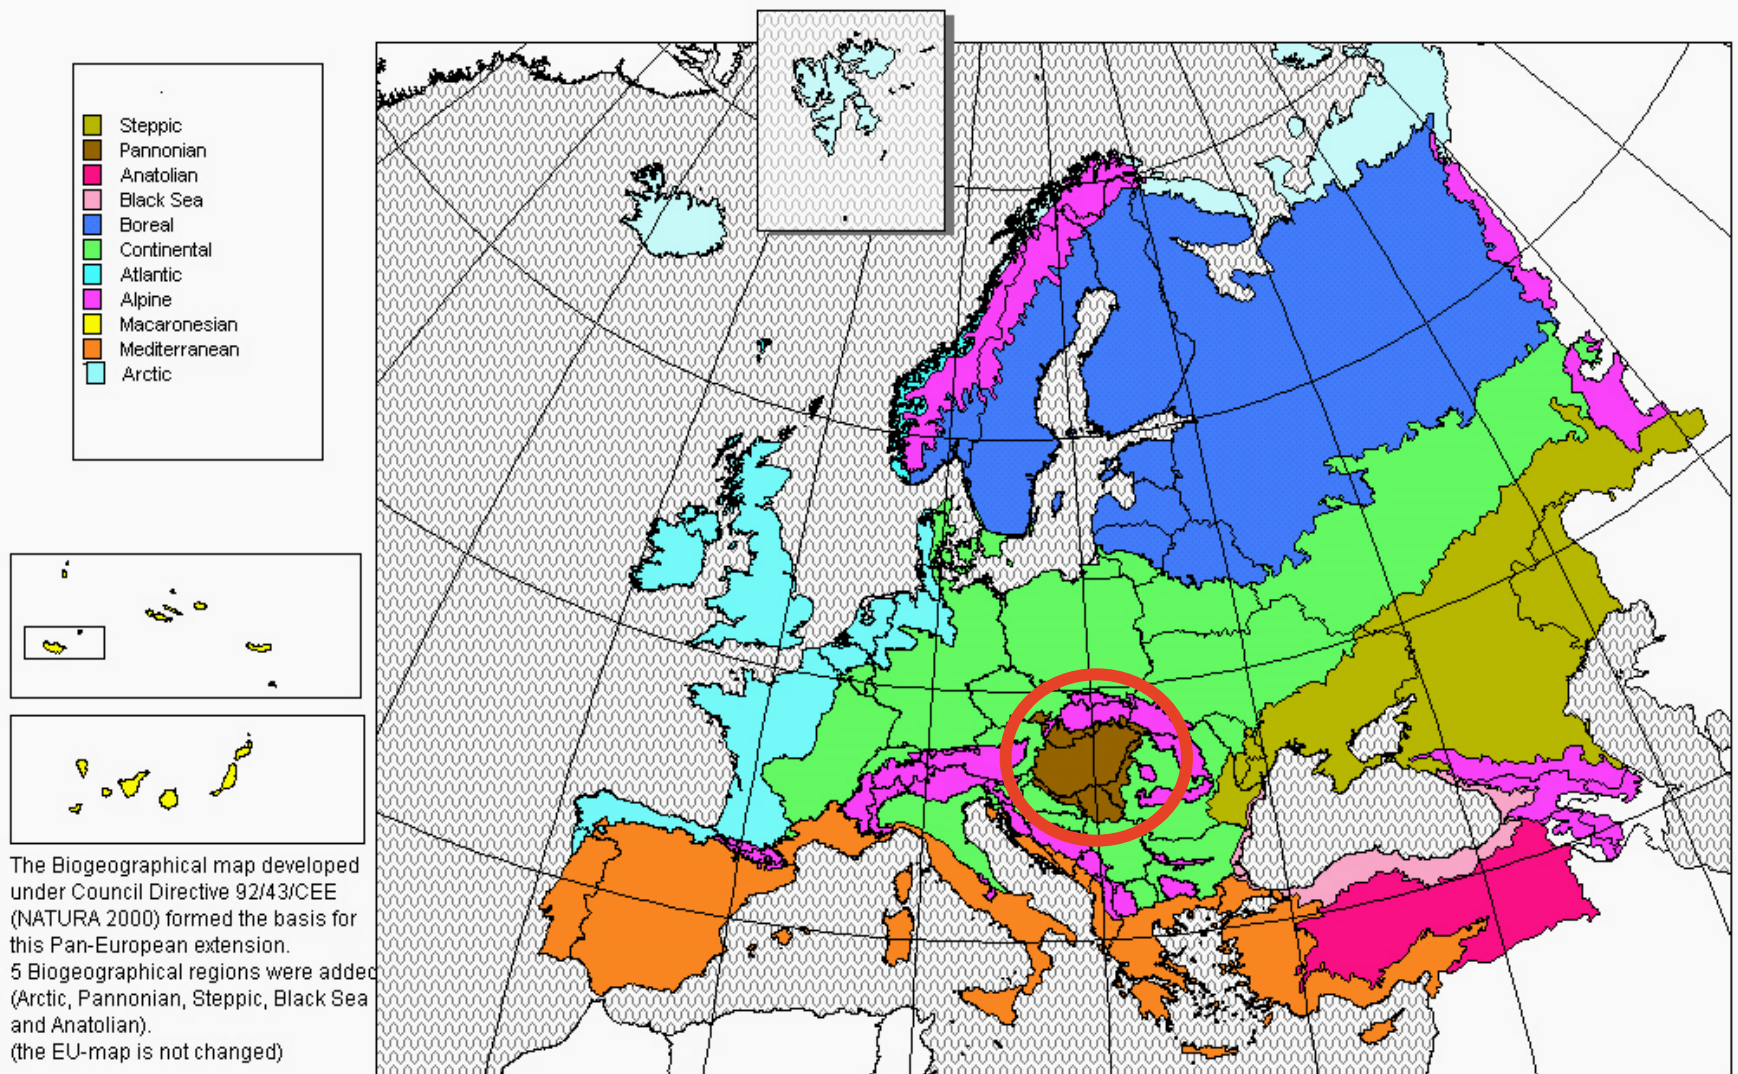 Steppic
Pannonian
Anatolian
Black Sea
Boreal
Continental
Atlantic
Alpine
Macaronesian
Mediterranean
Arctic
The Biogeographical map developed
under Council Directive 92/43/CEE
(NATURA 2000) formed the basis for
this Pan-European extension.
5 Biogeographical regions were added
(Arctic, Pannonian, Steppic, Black Sea
and Anatolian).
(the EU-map is not changed)